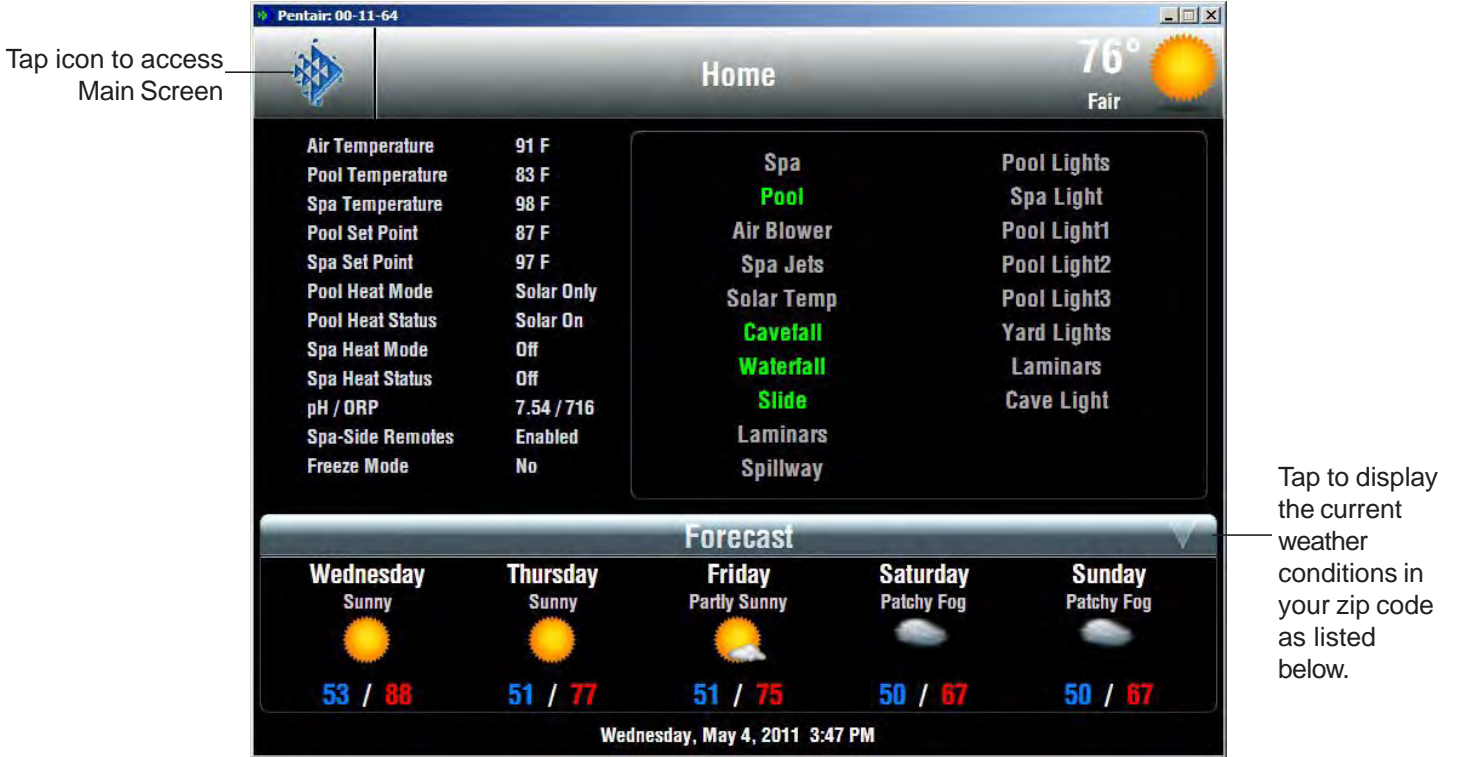 Pentair: 00-11-64
Tap icon to access
Main Screen
Home
76°
Fair
Air Temperature 91 F
Pool Temperature 83 F
Spa Temperature 98 F
Pool Set Point 87 F
Spa Set Point 97 F
Pool Heat Mode Solar Only
Pool Heat Status Solar On
Spa Heat Mode Off
Spa Heat Status Off
pH / ORP 7.54 / 716
Spa-Side Remotes Enabled
Freeze Mode No
Spa Pool Lights
Pool Spa Light
Air Blower Pool Light1
Spa Jets Pool Light2
Solar Temp Pool Light3
Cavefall Yard Lights
Waterfall Laminars
Slide Cave Light
Laminars
Spillway
Tap to display
the current
weather
conditions in
your zip code
as listed
below.
Forecast
Wednesday Thursday Friday Saturday Sunday
Sunny Sunny Partly Sunny Patchy Fog Patchy Fog
53 / 88 51 / 77 51 / 75 50 / 67 50 / 67
Wednesday, May 4, 2011 3:47 PM